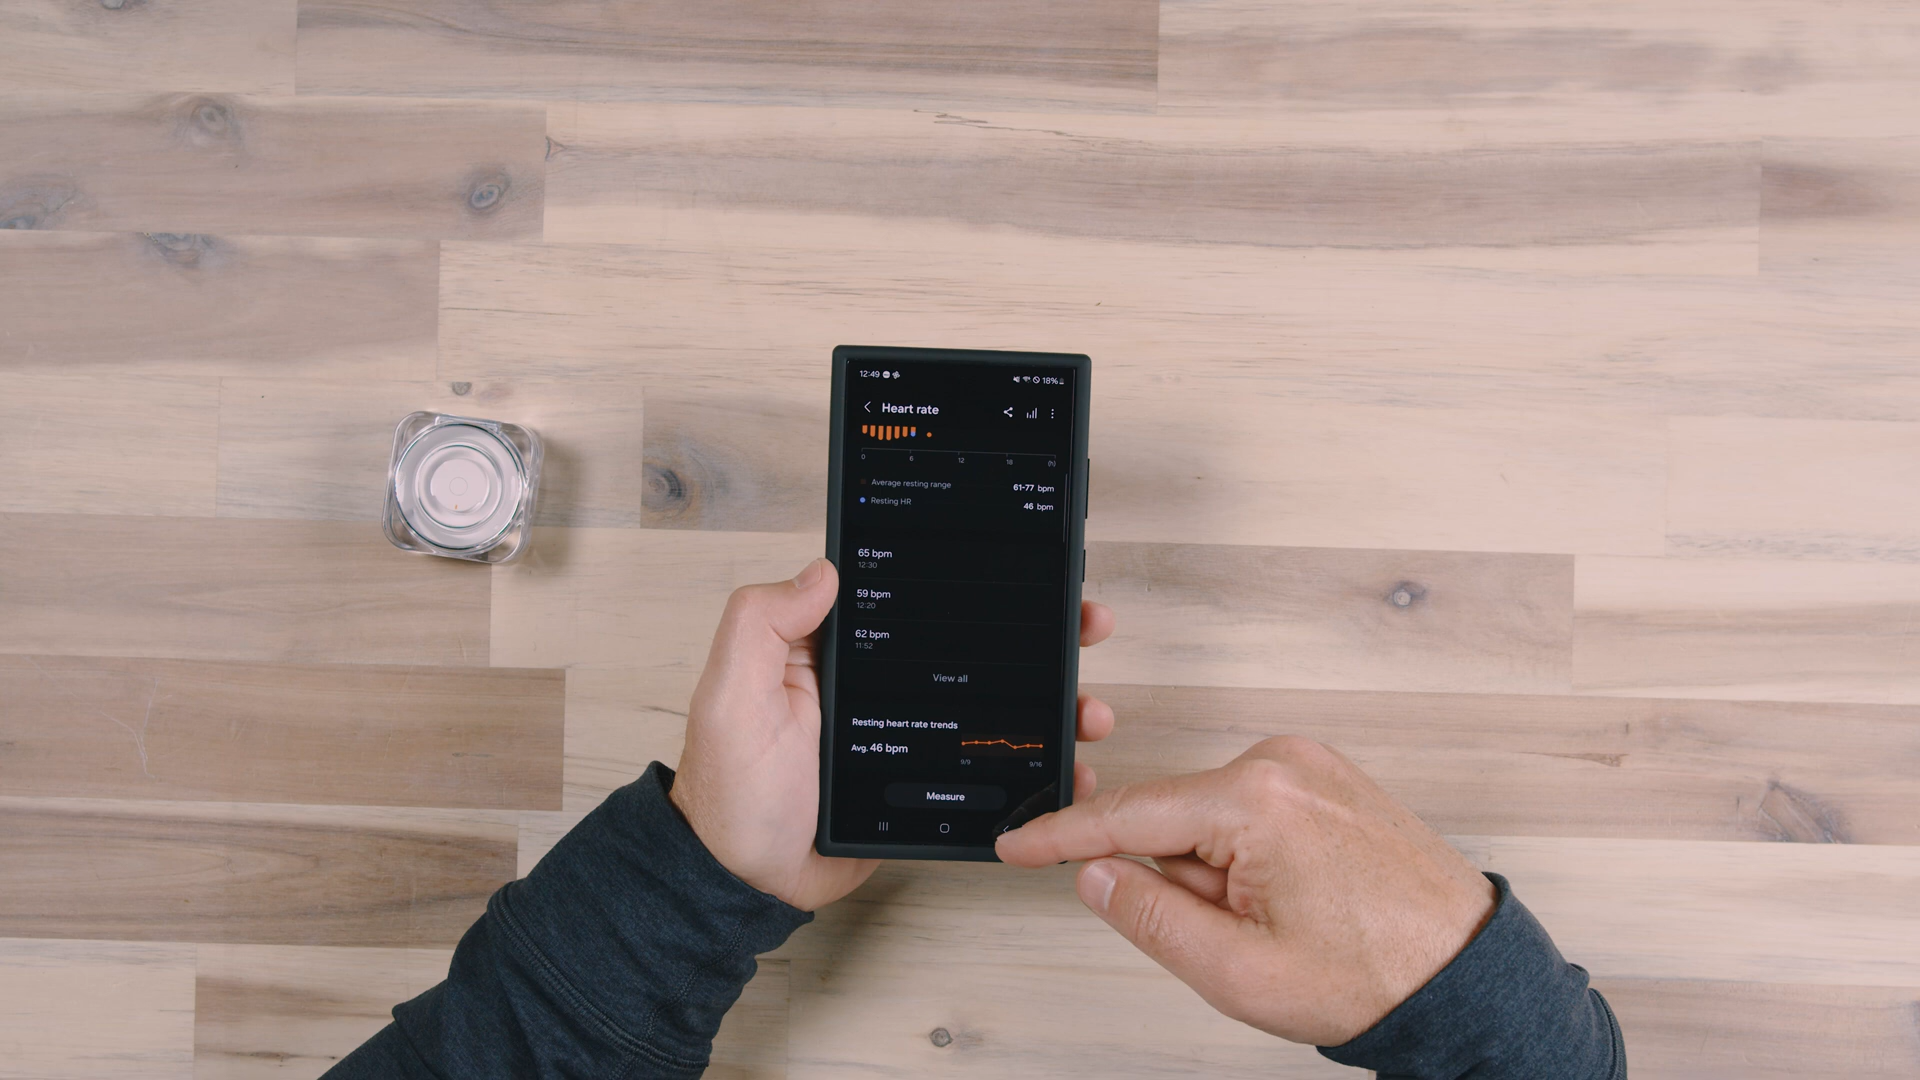 12:49 18%
Heart rate
0 6 12 18 (h)
Average resting range 61-77 bpm
Resting HR 46 bpm
65 bpm
12:30
59 bpm
12:20
62 bpm
11:52
View all
Resting heart rate trends
Avg. 46 bpm
9/9 9/16
Measure